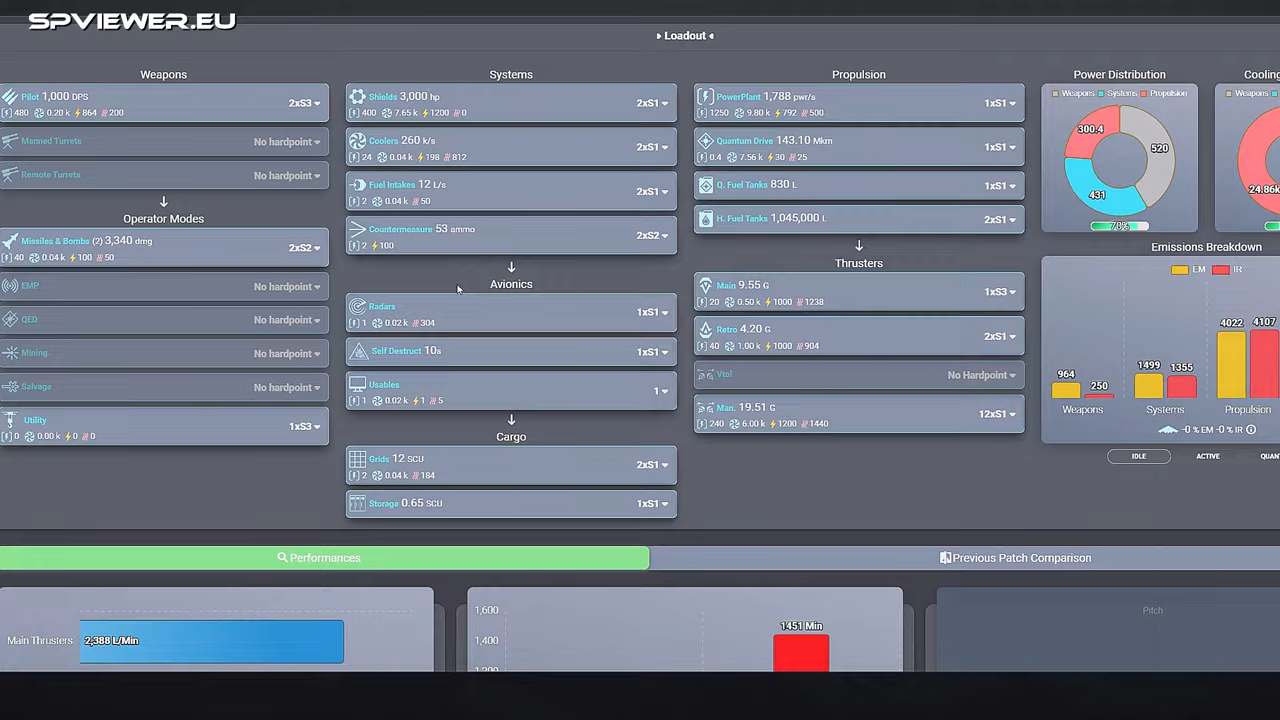 SPVIEWER.EU
Loadout
Weapons
Pilot 1,000 DPS
480 0.20 k 864 200
2xS3
Manned Turrets
No hardpoint
Remote Turrets
No hardpoint
Operator Modes
Missiles & Bombs (2) 3,340 dmg
40 0.04 k 100 50
2xS2
EMP
No hardpoint
QED
No hardpoint
Mining
No hardpoint
Salvage
No hardpoint
Utility
0 0.00 k 0 0
1xS3
Systems
Shields 3,000 hp
400 7.65 k 1200 0
2xS1
Coolers 260 k/s
24 0.04 k 198 812
2xS1
Fuel Intakes 12 L/s
2 0.04 k 50
2xS1
Countermeasure 53 ammo
2 100
2xS2
Avionics
Radars
1 0.02 k 304
1xS1
Self Destruct 10s
1xS1
Usables
1 0.02 k 1 5
1
Cargo
Grids 12 SCU
2 0.04 k 184
2xS1
Storage 0.65 SCU
1xS1
Propulsion
PowerPlant 1,788 pwr/s
1250 9.80 k 792 500
1xS1
Quantum Drive 143.10 Mkm
0.4 7.56 k 30 25
1xS1
Q. Fuel Tanks 830 L
1xS1
H. Fuel Tanks 1,045,000 L
2xS1
Thrusters
Main 9.55 G
20 0.50 k 1000 1238
1xS3
Retro 4.20 G
40 1.00 k 1000 904
2xS1
Vtol
No Hardpoint
Man. 19.51 G
240 6.00 k 1200 1440
12xS1
Power Distribution
Weapons Systems Propulsion
300.4
520
431
70%
Cooling
Weapons
24.86k
Emissions Breakdown
EM IR
4022 4107
1499 1355
964 250
Weapons Systems Propulsion
-0 % EM -0 % IR
IDLE ACTIVE QUAN
Performances
Previous Patch Comparison
Main Thrusters
2,388 L/Min
1,600
1,400
1,200
1451 Min
Pitch